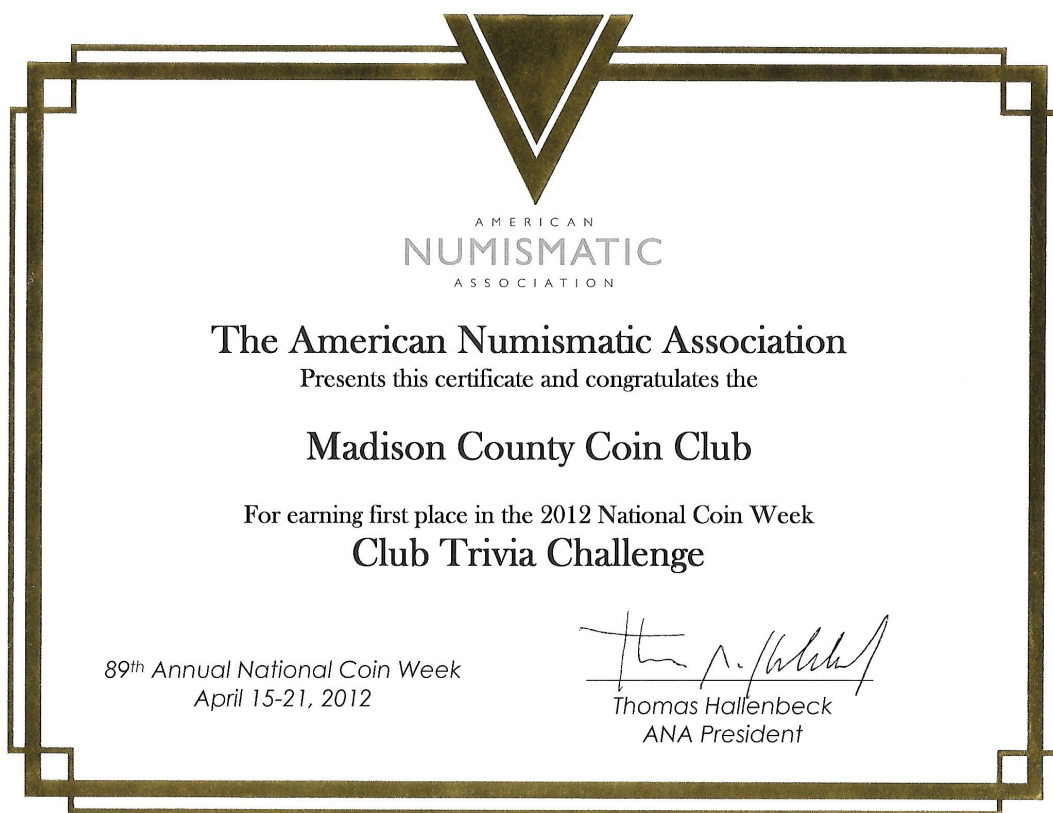 AMERICAN
NUMISMATIC
ASSOCIATION
The American Numismatic Association
Presents this certificate and congratulates the
Madison County Coin Club
For earning first place in the 2012 National Coin Week
Club Trivia Challenge
89th Annual National Coin Week
April 15-21, 2012
Thomas Hallenbeck
ANA President